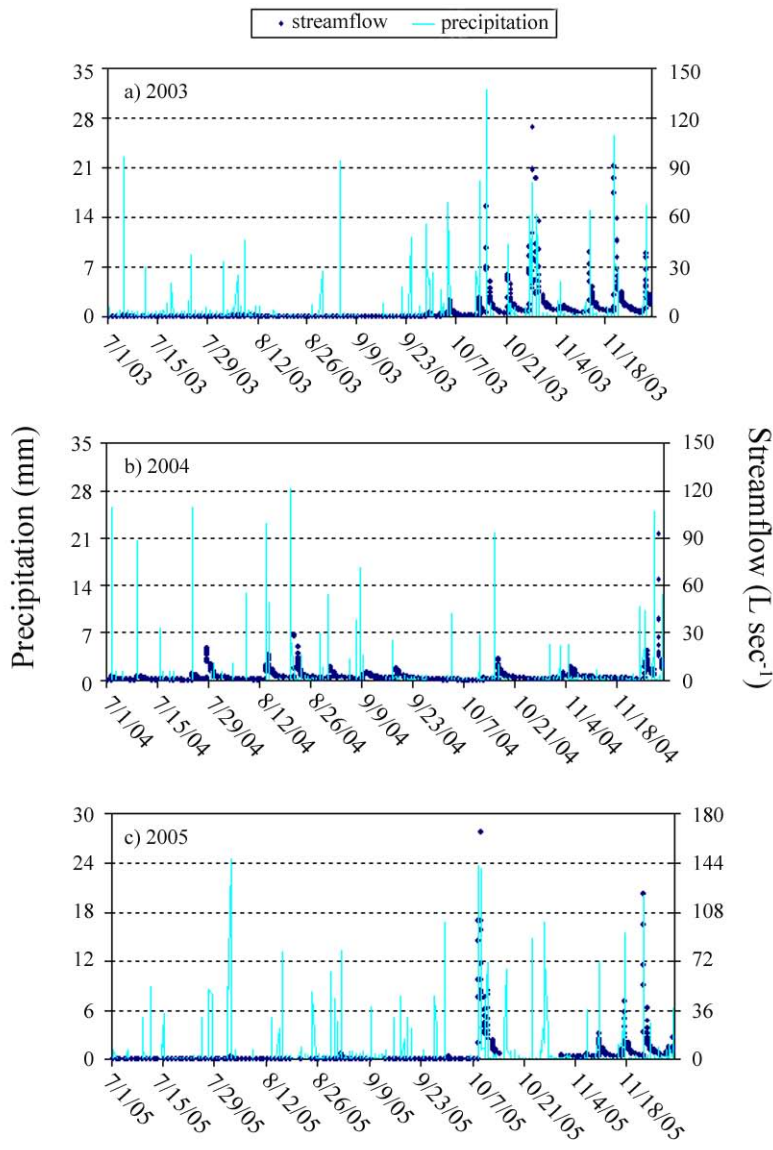 streamflow precipitation
a) 2003
35 28 21 14 7 0
150 120 90 60 30 0
7/1/03 7/15/03 7/29/03 8/12/03 8/26/03 9/9/03 9/23/03 10/7/03 10/21/03 11/4/03 11/18/03
Precipitation (mm)
Streamflow (L sec⁻¹)
b) 2004
35 28 21 14 7 0
150 120 90 60 30 0
7/1/04 7/15/04 7/29/04 8/12/04 8/26/04 9/9/04 9/23/04 10/7/04 10/21/04 11/4/04 11/18/04
c) 2005
30 24 18 12 6 0
180 144 108 72 36 0
7/1/05 7/15/05 7/29/05 8/12/05 8/26/05 9/9/05 9/23/05 10/7/05 10/21/05 11/4/05 11/18/05